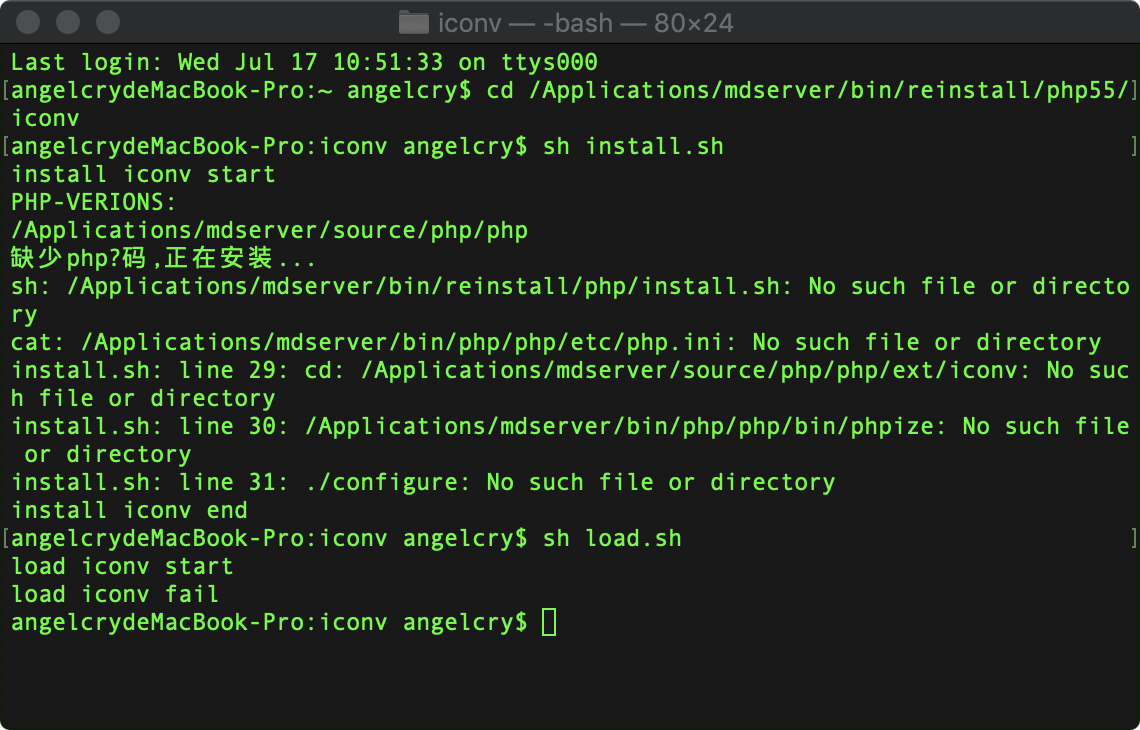 iconv — -bash — 80×24
Last login: Wed Jul 17 10:51:33 on ttys000
[angelcrydeMacBook-Pro:~ angelcry$ cd /Applications/mdserver/bin/reinstall/php55/]
iconv
[angelcrydeMacBook-Pro:iconv angelcry$ sh install.sh ]
install iconv start
PHP-VERIONS:
/Applications/mdserver/source/php/php
缺少php?码,正在安装...
sh: /Applications/mdserver/bin/reinstall/php/install.sh: No such file or directo
ry
cat: /Applications/mdserver/bin/php/php/etc/php.ini: No such file or directory
install.sh: line 29: cd: /Applications/mdserver/source/php/php/ext/iconv: No suc
h file or directory
install.sh: line 30: /Applications/mdserver/bin/php/php/bin/phpize: No such file
 or directory
install.sh: line 31: ./configure: No such file or directory
install iconv end
[angelcrydeMacBook-Pro:iconv angelcry$ sh load.sh ]
load iconv start
load iconv fail
angelcrydeMacBook-Pro:iconv angelcry$